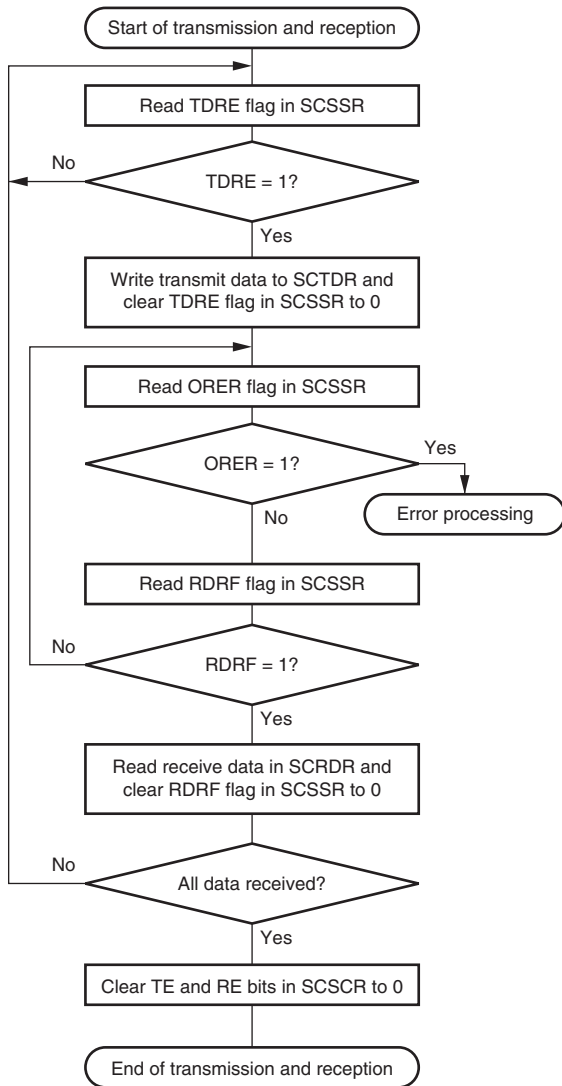 Start of transmission and reception
Read TDRE flag in SCSSR
No
TDRE = 1?
Yes
Write transmit data to SCTDR and
clear TDRE flag in SCSSR to 0
Read ORER flag in SCSSR
Yes
ORER = 1?
Error processing
No
Read RDRF flag in SCSSR
No
RDRF = 1?
Yes
Read receive data in SCRDR and
clear RDRF flag in SCSSR to 0
No
All data received?
Yes
Clear TE and RE bits in SCSCR to 0
End of transmission and reception